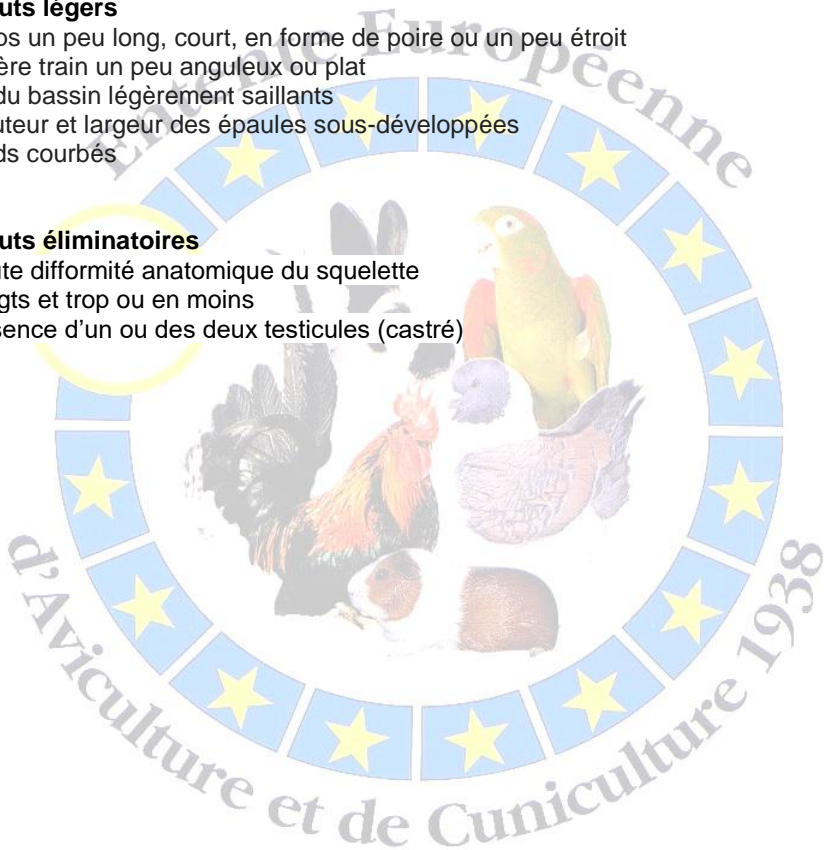 uts légers
os un peu long, court, en forme de poire ou un peu étroit
ère train un peu anguleux ou plat
du bassin légèrement saillants
uteur et largeur des épaules sous-développées
ds courbés
uts éliminatoires
ute difformité anatomique du squelette
gts et trop ou en moins
sence d'un ou des deux testicules (castré)
Entente Européenne
d'Aviculture et de Cuniculture 1938